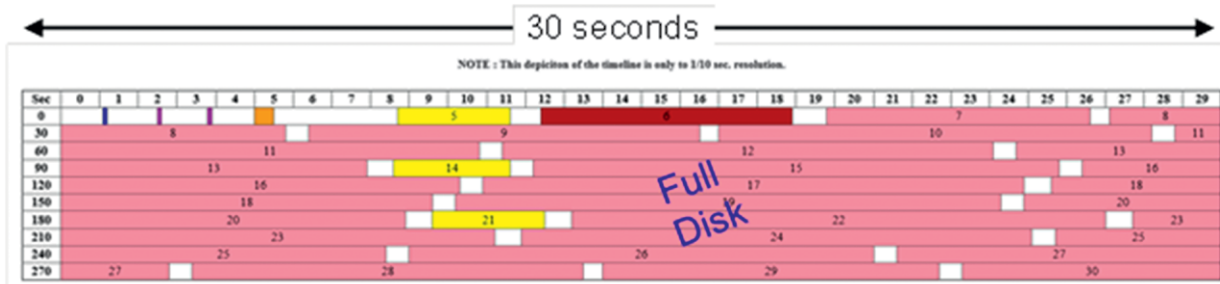 30 seconds
NOTE : This depiciton of the timeline is only to 1/10 sec. resolution.
Sec 0 1 2 3 4 5 6 7 8 9 10 11 12 13 14 15 16 17 18 19 20 21 22 23 24 25 26 27 28 29
0 5 6 7 8
30 8 9 10 11
60 11 12 13
90 13 14 15 16
120 16 17 18
150 18 19 20
180 20 21 22 23
210 23 24 25
240 25 26 27
270 27 28 29 30
Full
Disk